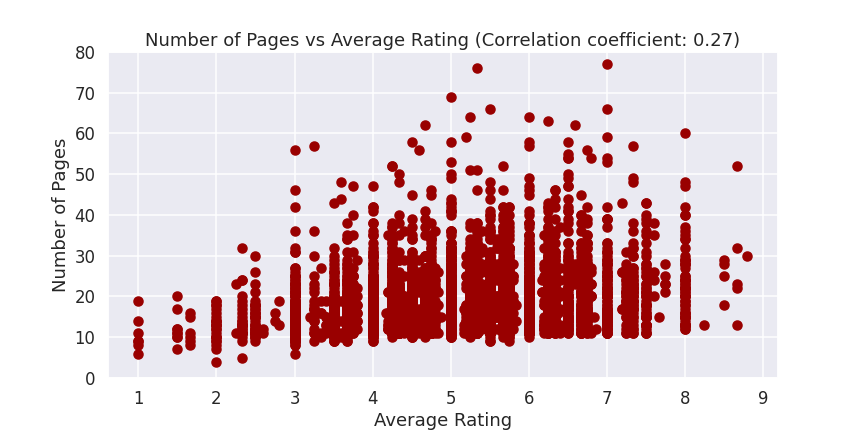 Number of Pages vs Average Rating (Correlation coefficient: 0.27)
80
70
60
50
40
30
20
10
0
Number of Pages
1 2 3 4 5 6 7 8 9
Average Rating